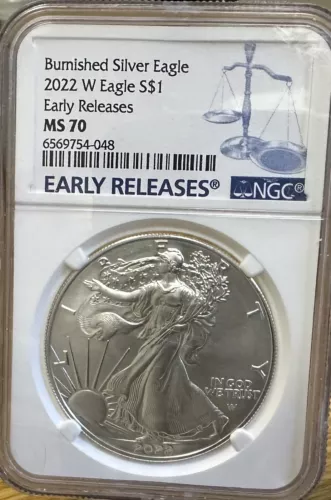 Burnished Silver Eagle
2022 W Eagle S$1
Early Releases
MS 70
6569754-048
EARLY RELEASES®
NGC®
LIBERTY
IN GOD
WE TRUST
2022